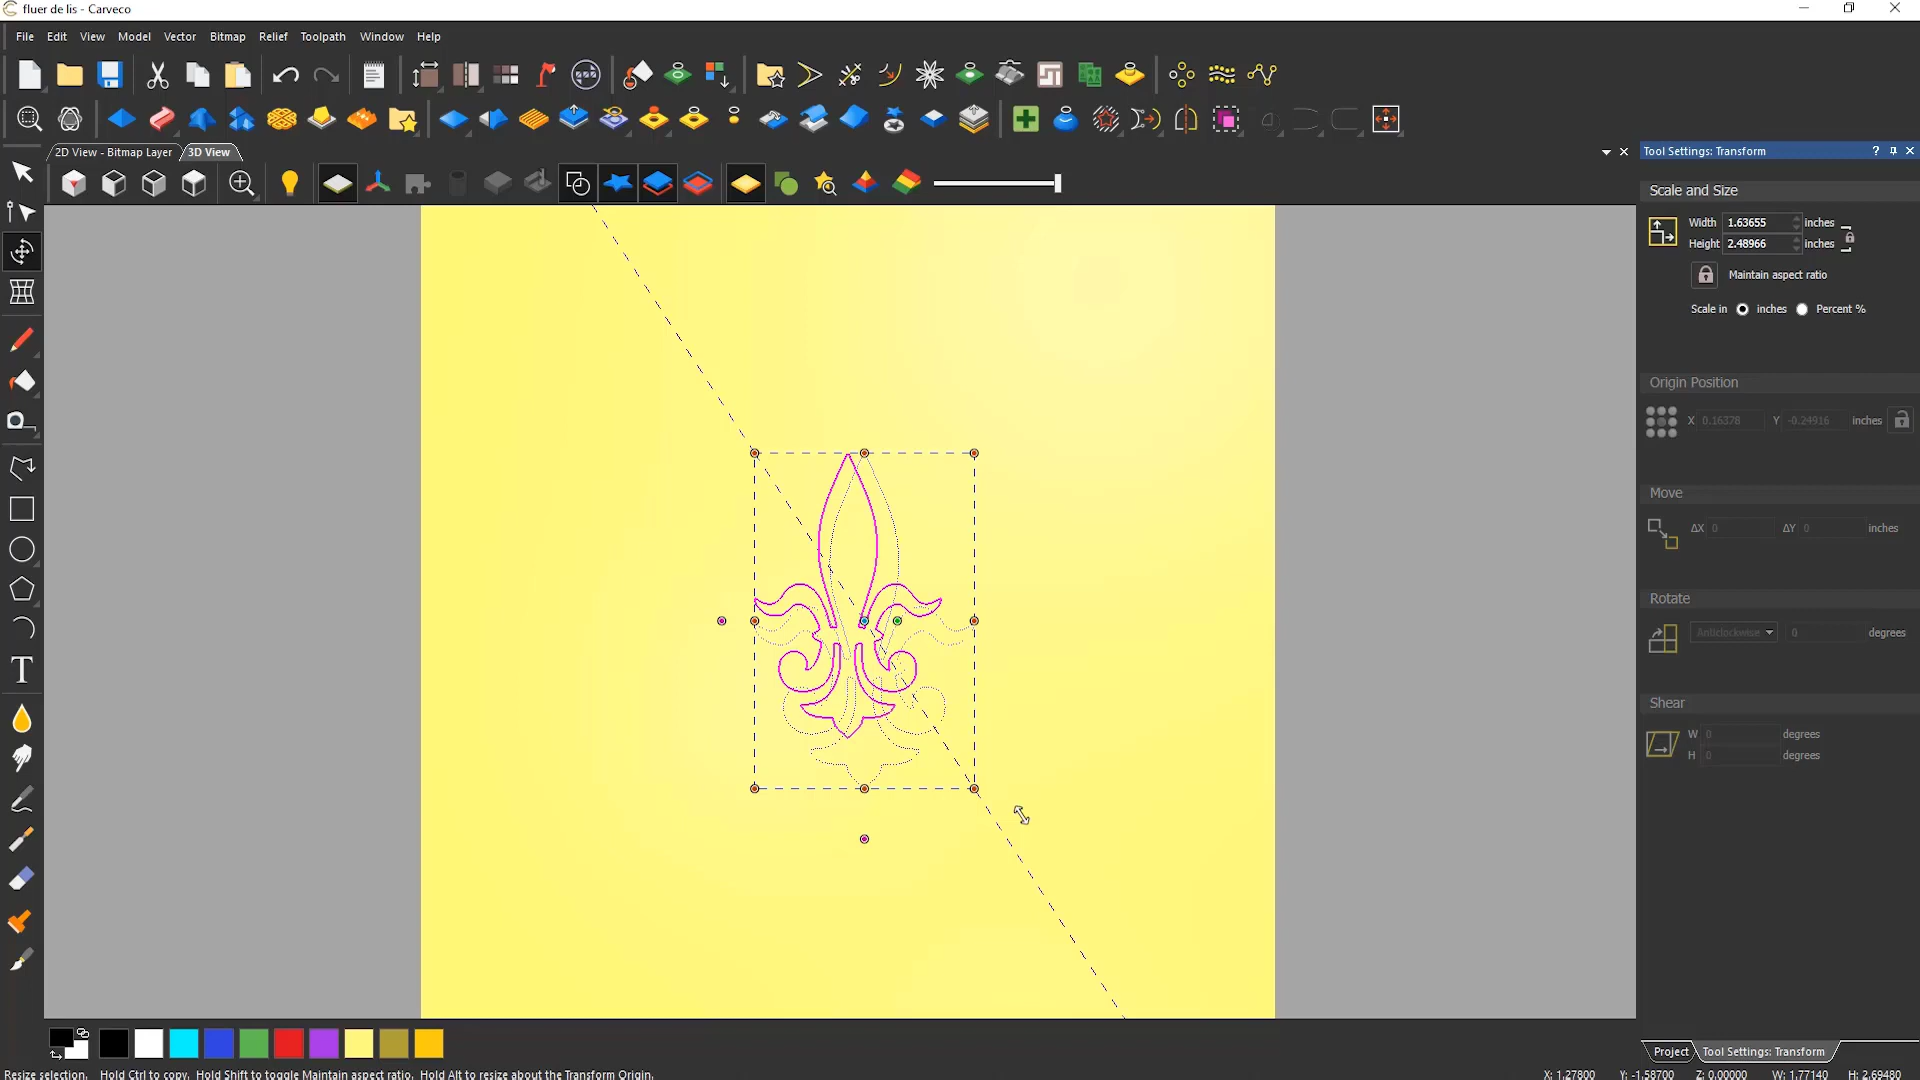 fluer de lis - Carveco
File Edit View Model Vector Bitmap Relief Toolpath Window Help
2D View - Bitmap Layer 3D View
Tool Settings: Transform
Scale and Size
Width 1.63655 inches
Height 2.48966 inches
Maintain aspect ratio
Scale in inches Percent %
Origin Position
X 0.16378 Y -0.24916 inches
Move
ΔX 0 ΔY 0 inches
Rotate
Anticlockwise 0 degrees
Shear
W 0 degrees
H 0 degrees
T
Project Tool Settings: Transform
Resize selection. Hold Ctrl to copy. Hold Shift to toggle Maintain aspect ratio. Hold Alt to resize about the Transform Origin.
X: 1.27800 Y: -1.58700 Z: 0.00000 W: 1.77140 H: 2.69480